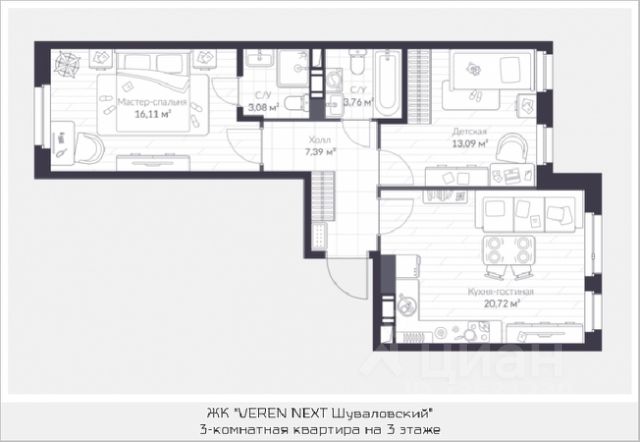 Мастер-спальня
16,11 м²
С/У
3,08 м²
С/У
3,76 м²
Холл
7,39 м²
Детская
13,09 м²
Кухня-гостиная
20,72 м²
циан
ЖК "VEREN NEXT Шуваловский"
3-комнатная квартира на 3 этаже